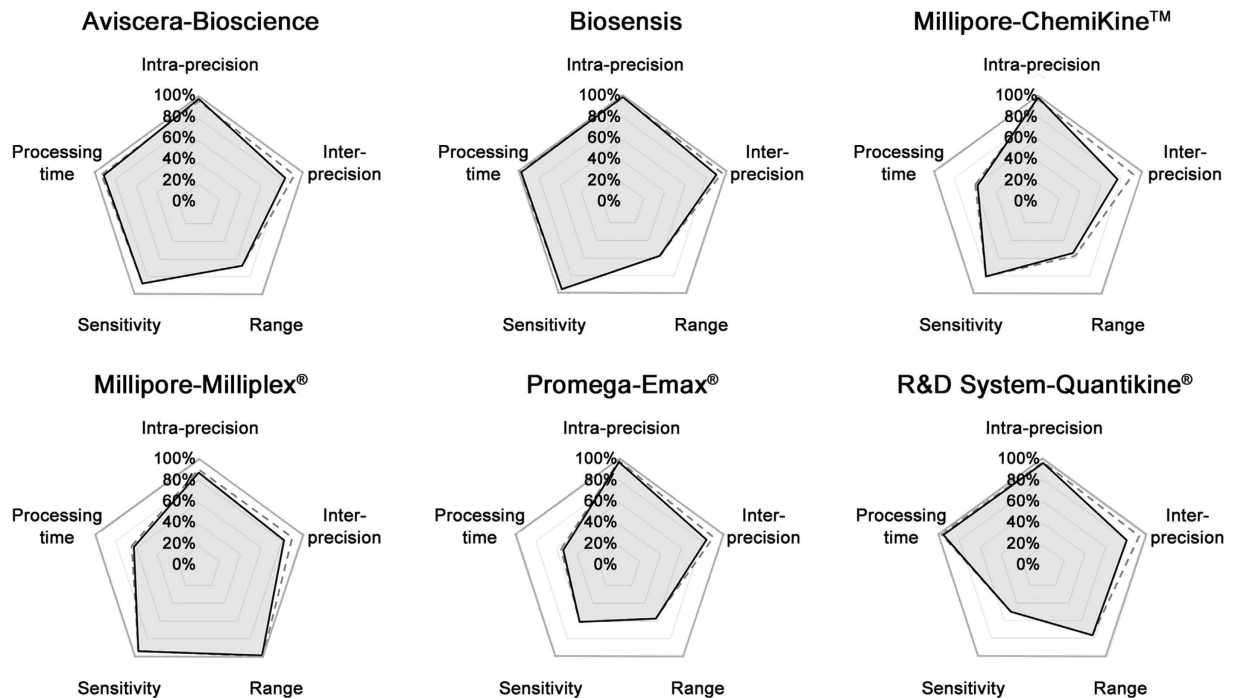 Aviscera-Bioscience
Intra-precision
100%
80%
60%
40%
20%
0%
Processing
time
Inter-
precision
Sensitivity
Range
Biosensis
Intra-precision
100%
80%
60%
40%
20%
0%
Processing
time
Inter-
precision
Sensitivity
Range
Millipore-ChemiKine™
Intra-precision
100%
80%
60%
40%
20%
0%
Processing
time
Inter-
precision
Sensitivity
Range
Millipore-Milliplex®
Intra-precision
100%
80%
60%
40%
20%
0%
Processing
time
Inter-
precision
Sensitivity
Range
Promega-Emax®
Intra-precision
100%
80%
60%
40%
20%
0%
Processing
time
Inter-
precision
Sensitivity
Range
R&D System-Quantikine®
Intra-precision
100%
80%
60%
40%
20%
0%
Processing
time
Inter-
precision
Sensitivity
Range